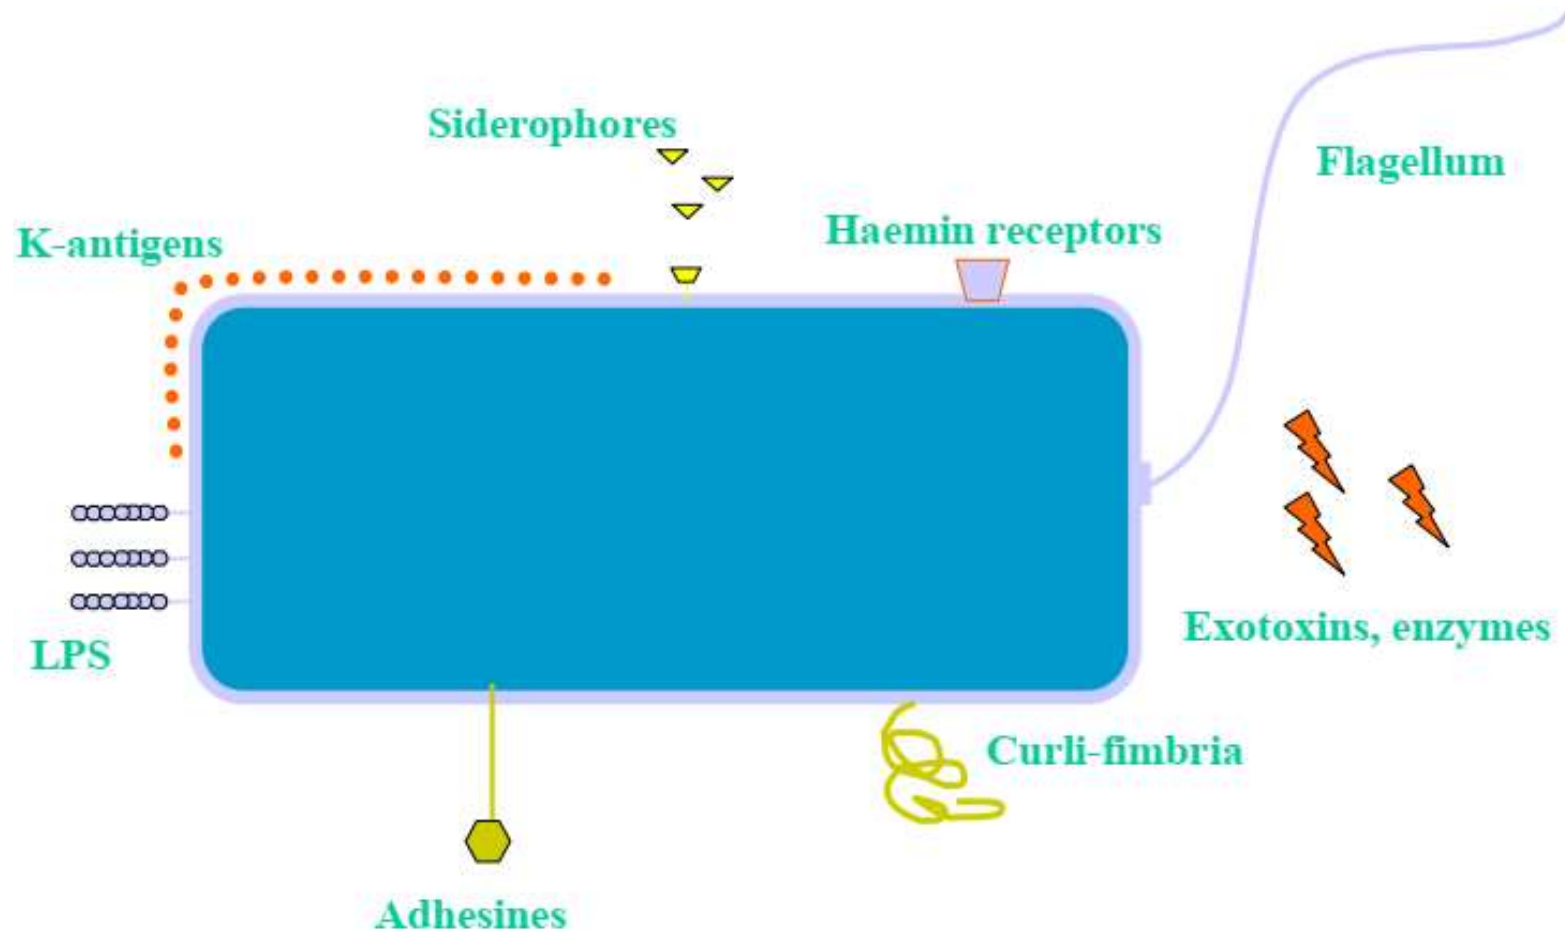 Siderophores
Flagellum
K-antigens
Haemin receptors
LPS
Exotoxins, enzymes
Curli-fimbria
Adhesines